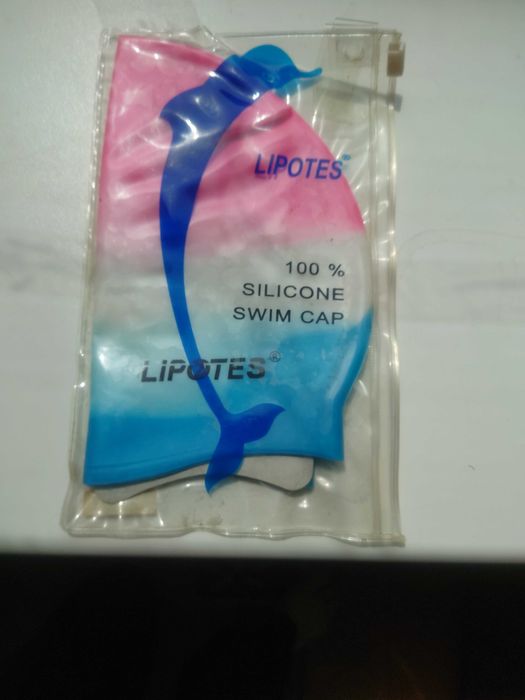 LIPOTES®
100 %
SILICONE
SWIM CAP
LIPOTES®